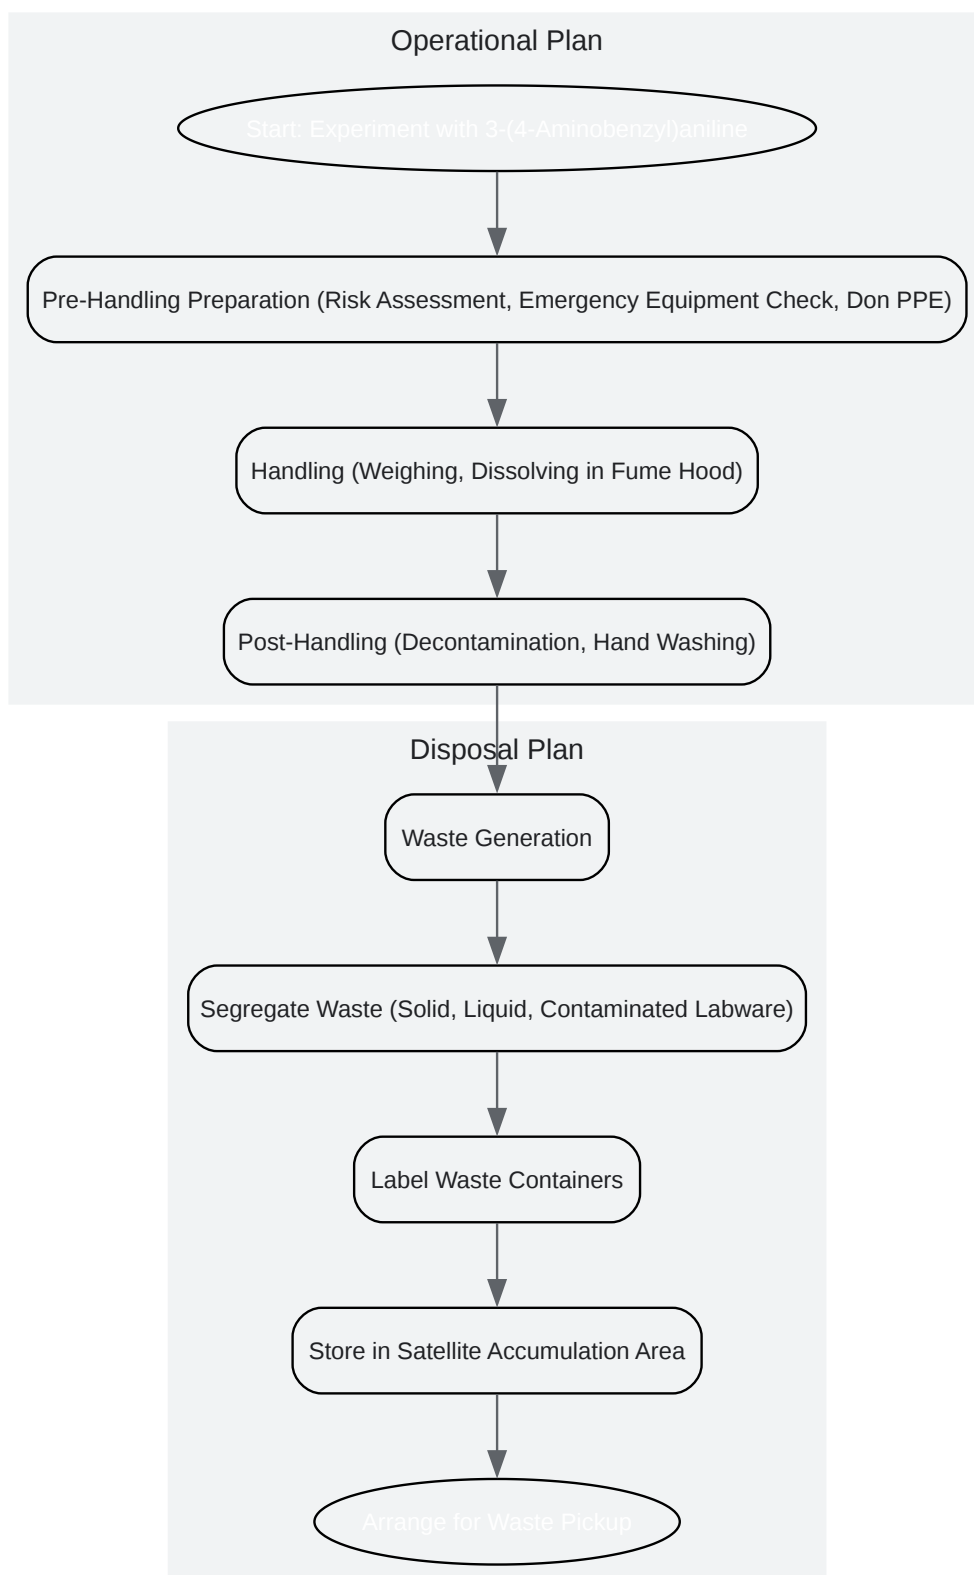 Operational Plan
Start: Experiment with 3-(4-Aminobenzyl)aniline
Pre-Handling Preparation (Risk Assessment, Emergency Equipment Check, Don PPE)
Handling (Weighing, Dissolving in Fume Hood)
Post-Handling (Decontamination, Hand Washing)
Disposal Plan
Waste Generation
Segregate Waste (Solid, Liquid, Contaminated Labware)
Label Waste Containers
Store in Satellite Accumulation Area
Arrange for Waste Pickup